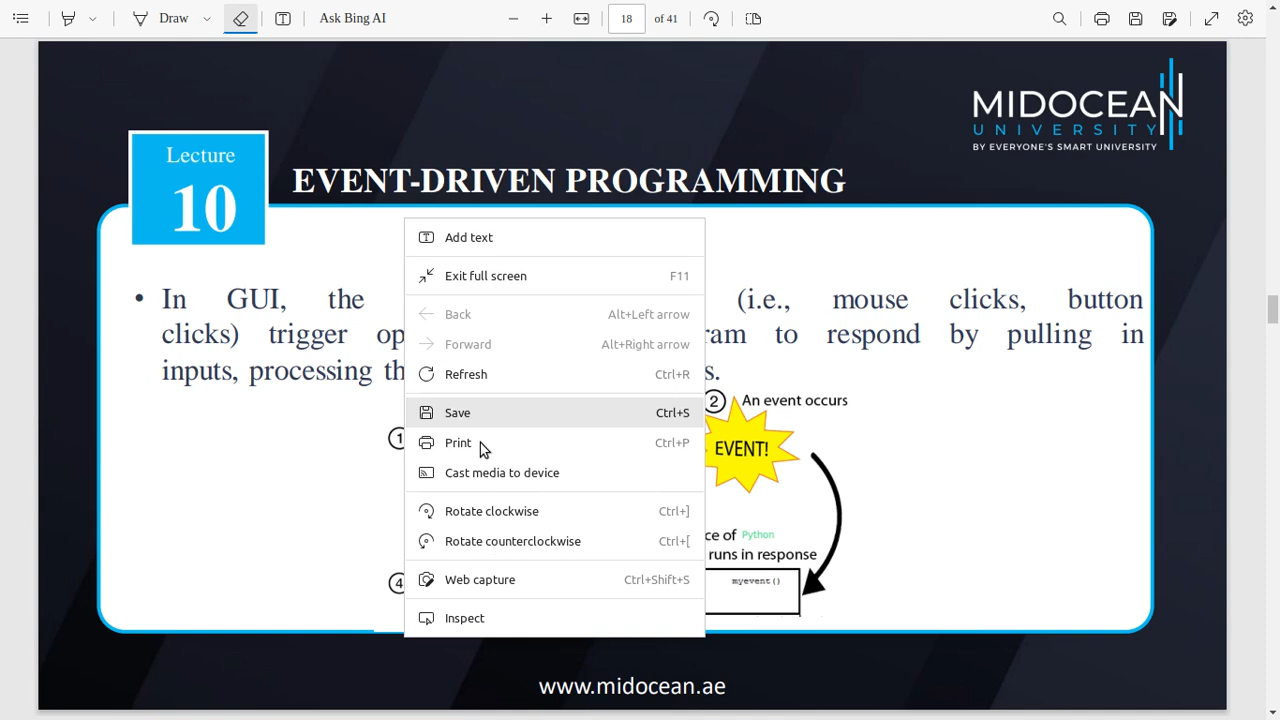 Draw
Ask Bing AI
18 of 41
MIDOCEAN
UNIVERSITY
BY EVERYONE'S SMART UNIVERSITY
Lecture
10
EVENT-DRIVEN PROGRAMMING
• In GUI, the (i.e., mouse clicks, button
clicks) trigger op ram to respond by pulling in
inputs, processing th s.
Add text
Exit full screen F11
Back Alt+Left arrow
Forward Alt+Right arrow
Refresh Ctrl+R
Save Ctrl+S
Print Ctrl+P
Cast media to device
Rotate clockwise Ctrl+]
Rotate counterclockwise Ctrl+[
Web capture Ctrl+Shift+S
Inspect
1
2 An event occurs
EVENT!
ce of Python
runs in response
4
myevent()
www.midocean.ae